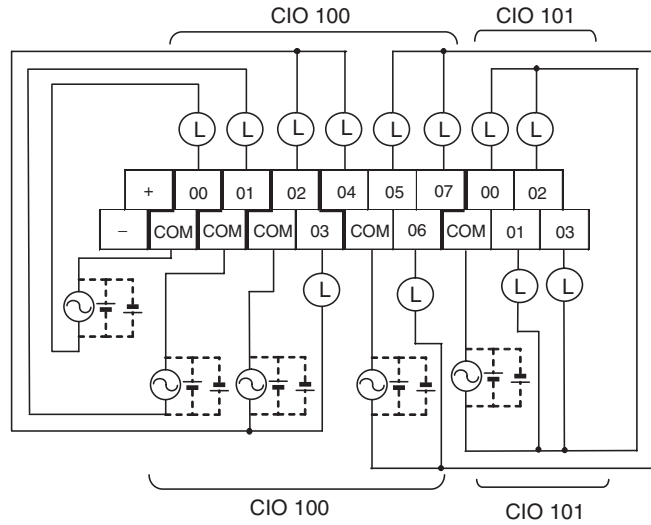 CIO 100 CIO 101
L L L L L L L L
+ 00 01 02 04 05 07 00 02
− COM COM COM 03 COM 06 COM 01 03
L L L L
CIO 100 CIO 101